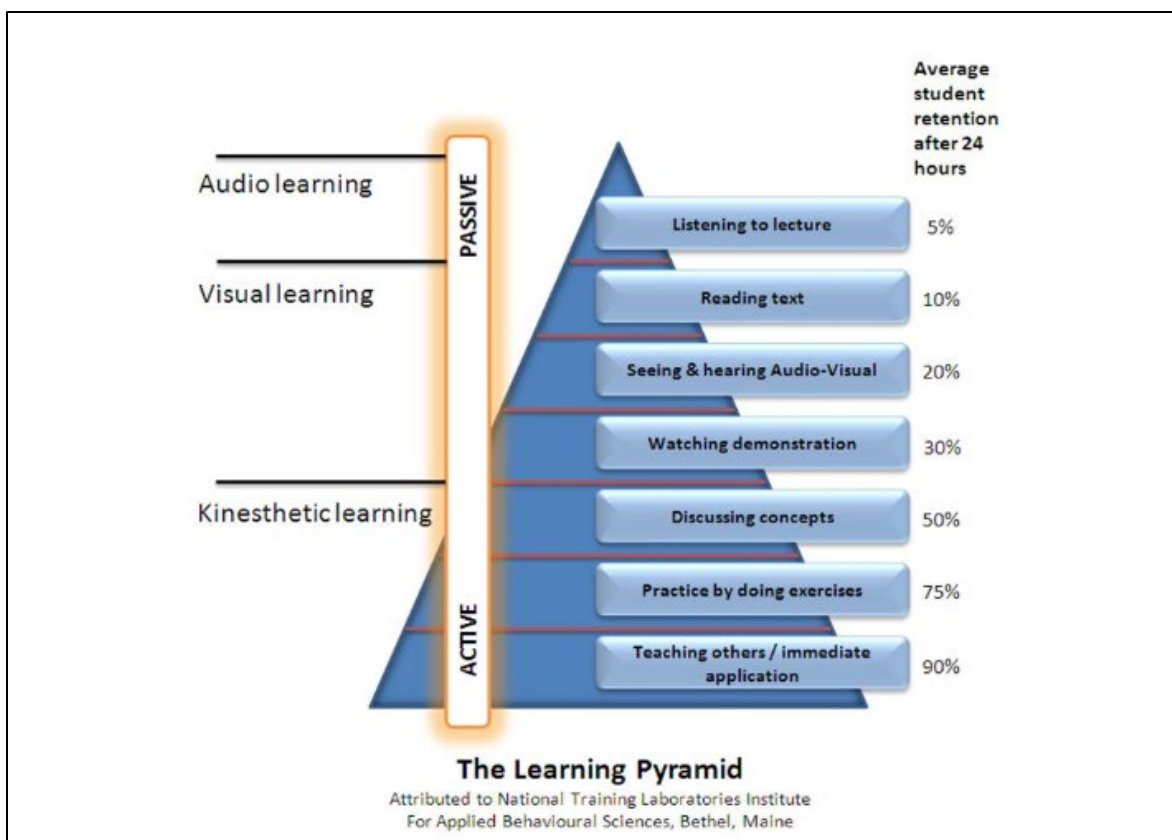 Average
student
retention
after 24
hours
Audio learning
Visual learning
Kinesthetic learning
PASSIVE
ACTIVE
Listening to lecture 5%
Reading text 10%
Seeing & hearing Audio-Visual 20%
Watching demonstration 30%
Discussing concepts 50%
Practice by doing exercises 75%
Teaching others / immediate
application 90%
The Learning Pyramid
Attributed to National Training Laboratories Institute
For Applied Behavioural Sciences, Bethel, Maine